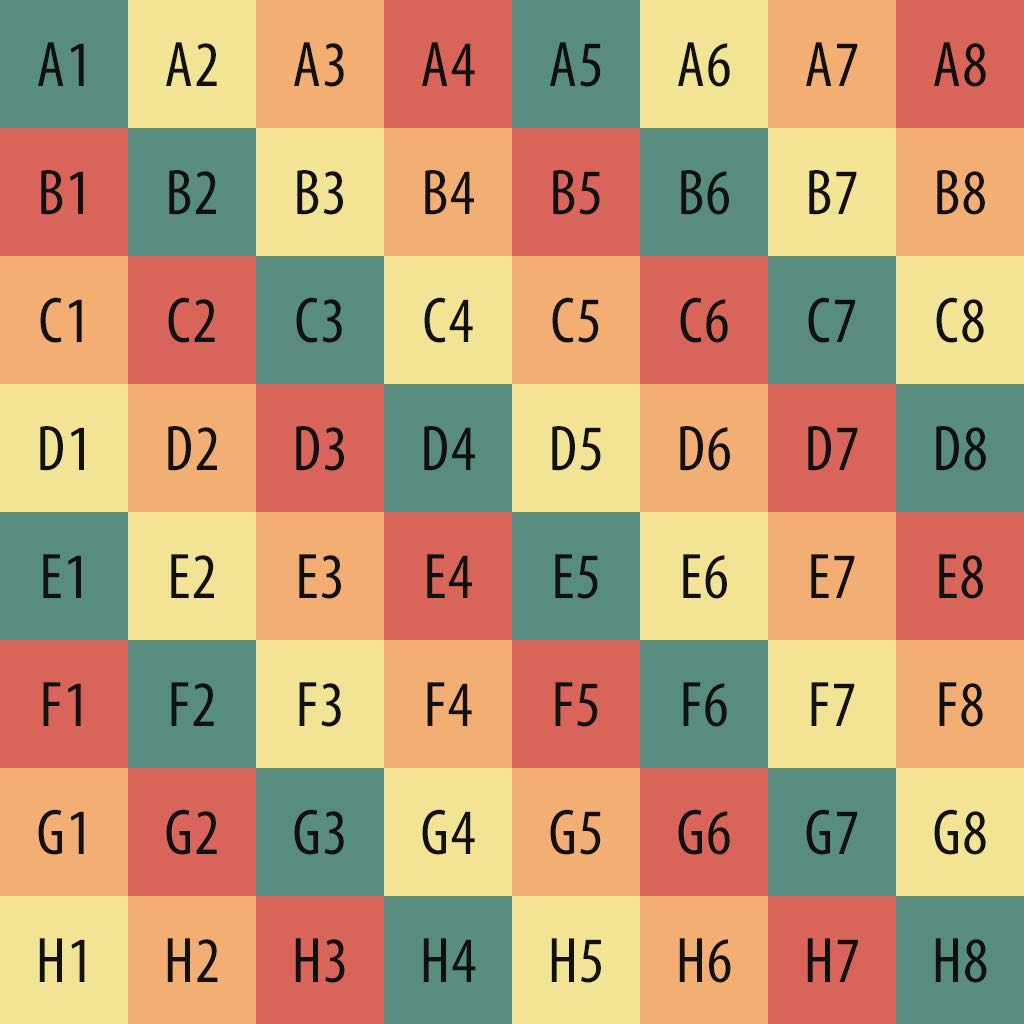 A1 A2 A3 A4 A5 A6 A7 A8
B1 B2 B3 B4 B5 B6 B7 B8
C1 C2 C3 C4 C5 C6 C7 C8
D1 D2 D3 D4 D5 D6 D7 D8
E1 E2 E3 E4 E5 E6 E7 E8
F1 F2 F3 F4 F5 F6 F7 F8
G1 G2 G3 G4 G5 G6 G7 G8
H1 H2 H3 H4 H5 H6 H7 H8